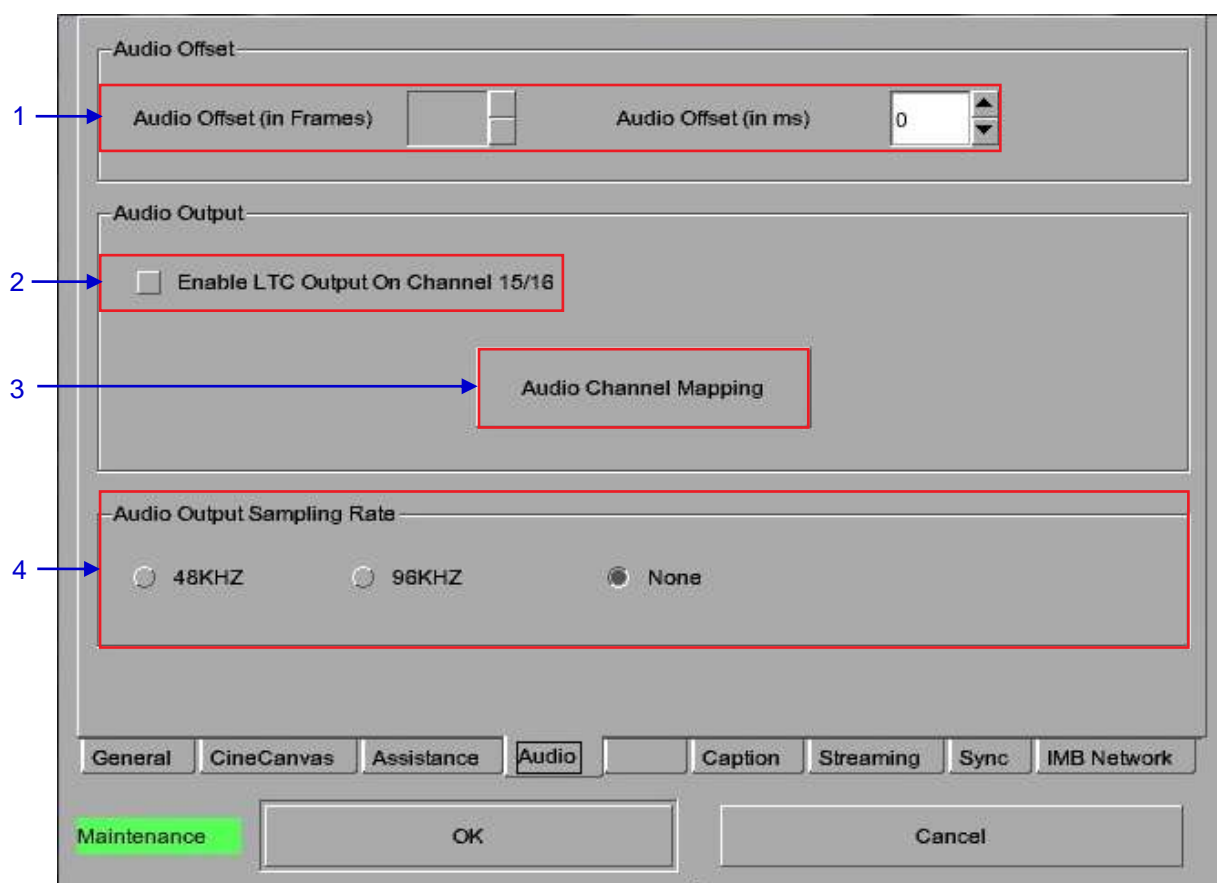 Audio Offset
1
Audio Offset (in Frames)
Audio Offset (in ms)
0
Audio Output
2
Enable LTC Output On Channel 15/16
3
Audio Channel Mapping
Audio Output Sampling Rate
4
48KHZ
96KHZ
None
General
CineCanvas
Assistance
Audio
Caption
Streaming
Sync
IMB Network
Maintenance
OK
Cancel